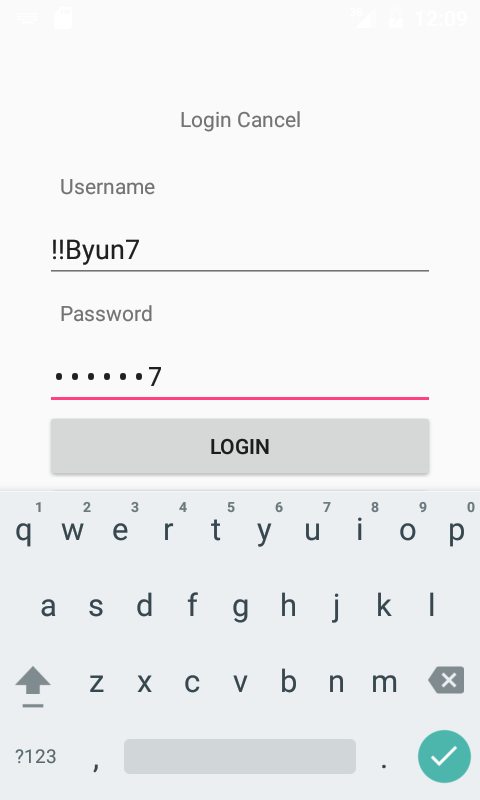 12:09
Login Cancel
Username
!!Byun7
Password
••••••7
LOGIN
1 2 3 4 5 6 7 8 9 0
q w e r t y u i o p
a s d f g h j k l
z x c v b n m
?123 , .